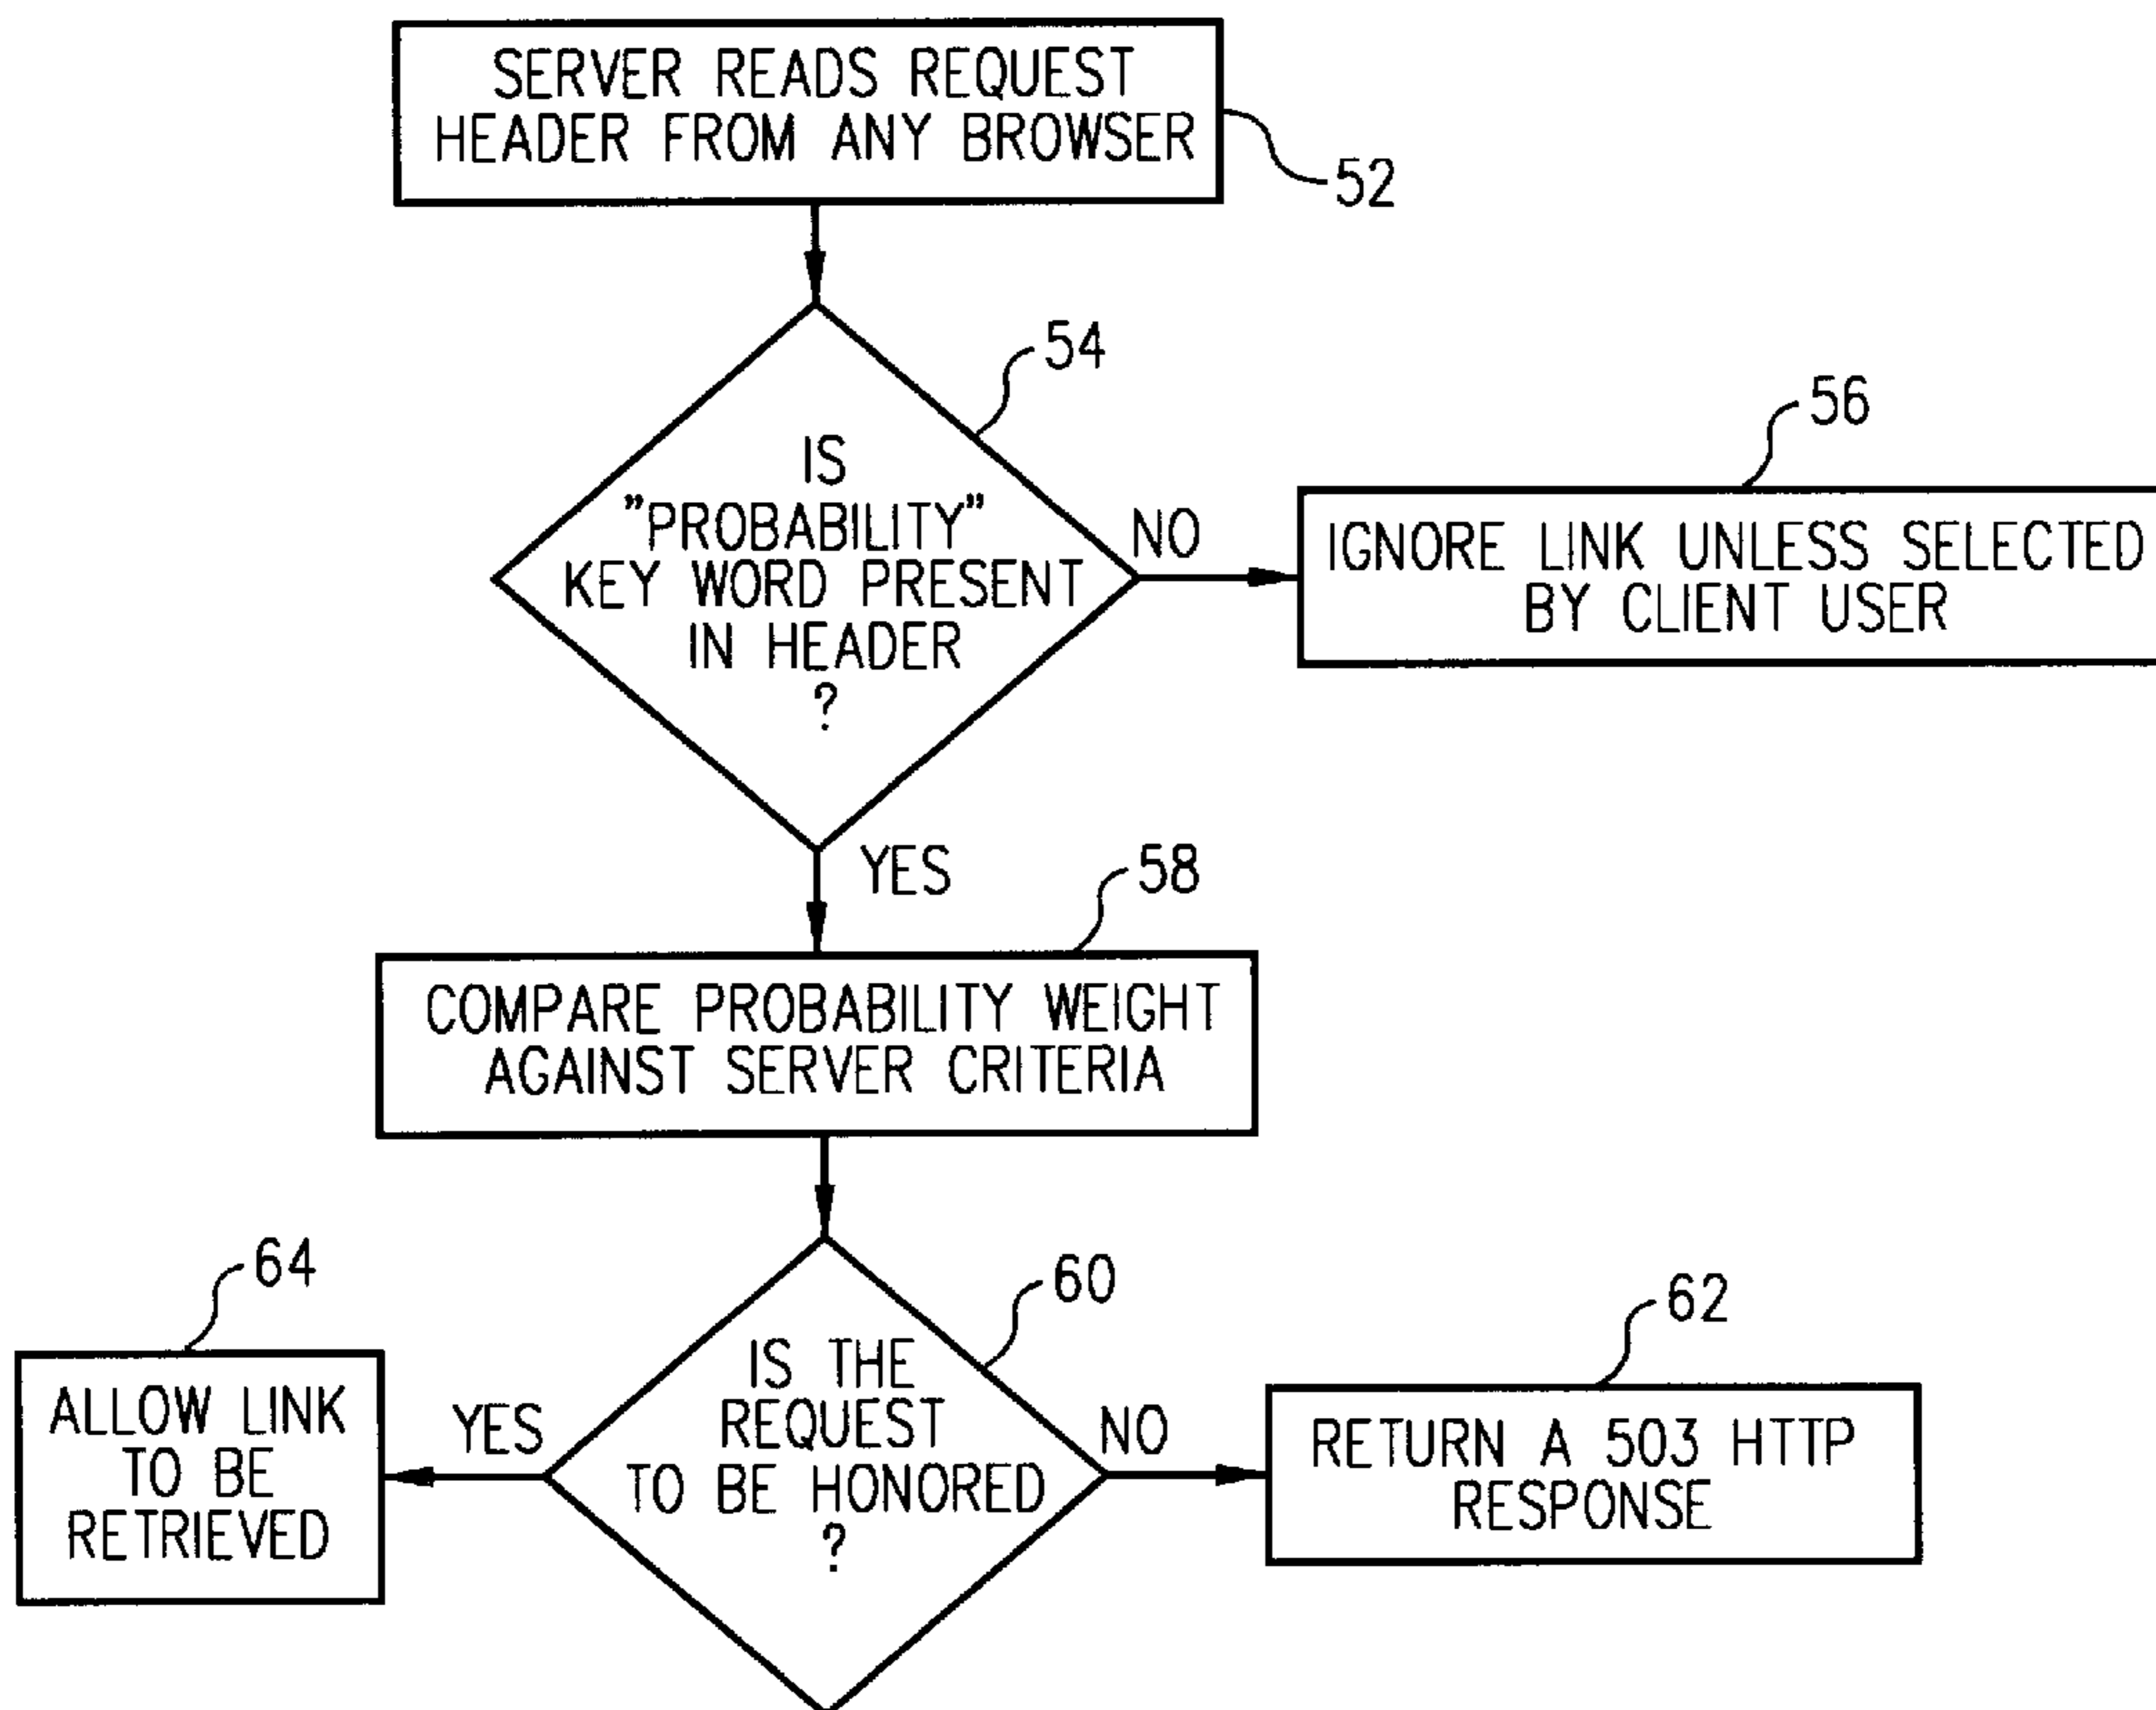 SERVER READS REQUEST
HEADER FROM ANY BROWSER
52
54
IS
"PROBABILITY"
KEY WORD PRESENT
IN HEADER
?
NO
56
IGNORE LINK UNLESS SELECTED
BY CLIENT USER
YES
58
COMPARE PROBABILITY WEIGHT
AGAINST SERVER CRITERIA
60
IS THE
REQUEST
TO BE HONORED
?
YES
64
ALLOW LINK
TO BE
RETRIEVED
NO
62
RETURN A 503 HTTP
RESPONSE